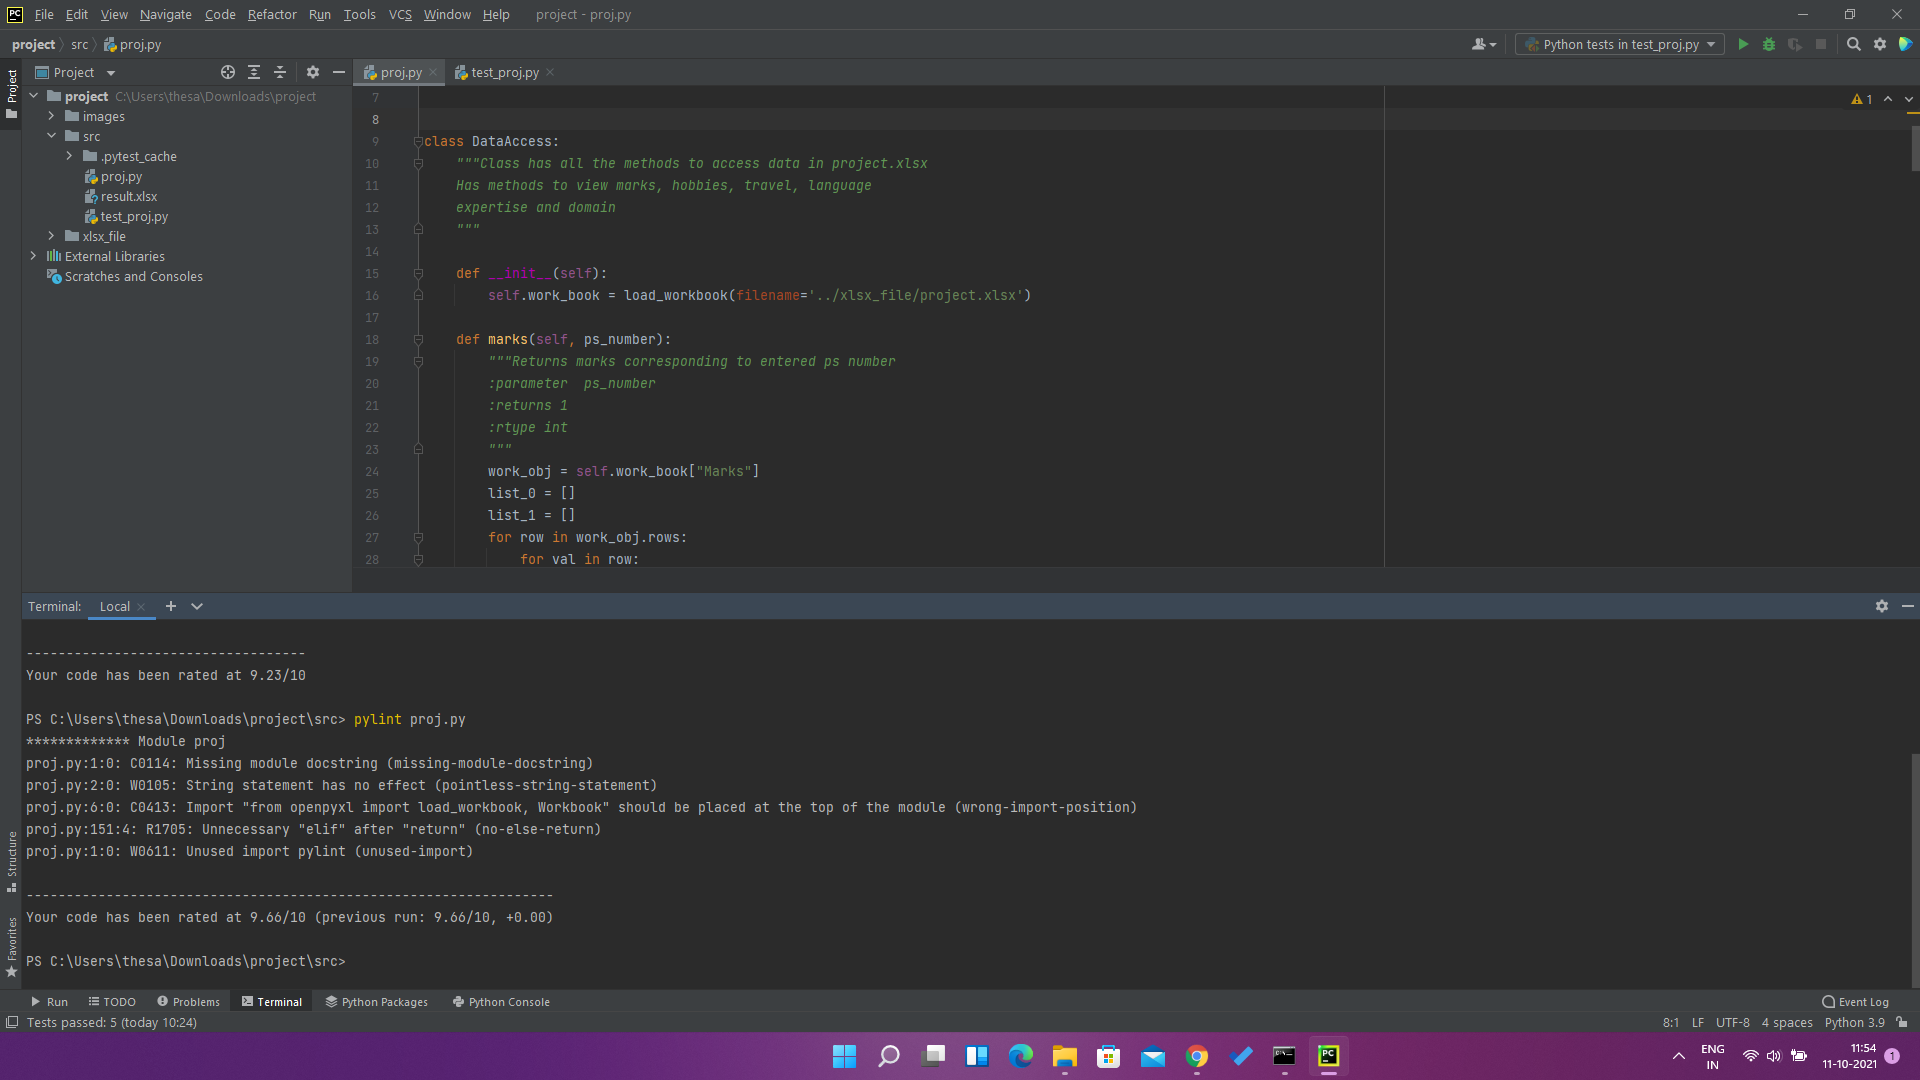 PC File Edit View Navigate Code Refactor Run Tools VCS Window Help project - proj.py
project src proj.py Python tests in test_proj.py
Project proj.py test_proj.py
Project
project C:\Users\thesa\Downloads\project
images
src
.pytest_cache
proj.py
result.xlsx
test_proj.py
xlsx_file
External Libraries
Scratches and Consoles
1
7
8
9 class DataAccess:
10 """Class has all the methods to access data in project.xlsx
11 Has methods to view marks, hobbies, travel, language
12 expertise and domain
13 """
14
15 def __init__(self):
16 self.work_book = load_workbook(filename='../xlsx_file/project.xlsx')
17
18 def marks(self, ps_number):
19 """Returns marks corresponding to entered ps number
20 :parameter  ps_number
21 :returns 1
22 :rtype int
23 """
24 work_obj = self.work_book["Marks"]
25 list_0 = []
26 list_1 = []
27 for row in work_obj.rows:
28 for val in row:
Terminal: Local
----------------------------------- 
Your code has been rated at 9.23/10
PS C:\Users\thesa\Downloads\project\src> pylint proj.py
************* Module proj
proj.py:1:0: C0114: Missing module docstring (missing-module-docstring)
proj.py:2:0: W0105: String statement has no effect (pointless-string-statement)
proj.py:6:0: C0413: Import "from openpyxl import load_workbook, Workbook" should be placed at the top of the module (wrong-import-position)
proj.py:151:4: R1705: Unnecessary "elif" after "return" (no-else-return)
proj.py:1:0: W0611: Unused import pylint (unused-import)
------------------------------------------------------------------
Your code has been rated at 9.66/10 (previous run: 9.66/10, +0.00)
PS C:\Users\thesa\Downloads\project\src>
Structure
Favorites
Run TODO Problems Terminal Python Packages Python Console Event Log
Tests passed: 5 (today 10:24) 8:1 LF UTF-8 4 spaces Python 3.9
PC
ENG 11:54
IN 11-10-2021 1